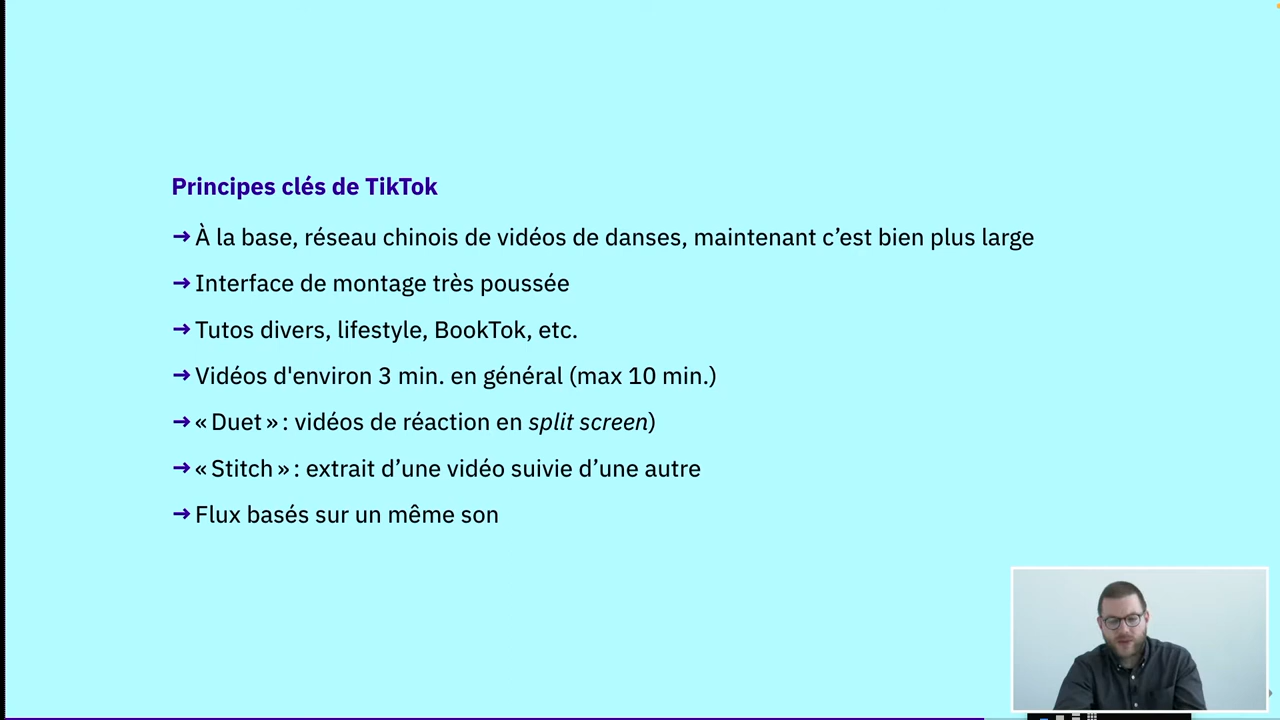 Principes clés de TikTok
→ À la base, réseau chinois de vidéos de danses, maintenant c’est bien plus large
→ Interface de montage très poussée
→ Tutos divers, lifestyle, BookTok, etc.
→ Vidéos d'environ 3 min. en général (max 10 min.)
→ « Duet » : vidéos de réaction en split screen)
→ « Stitch » : extrait d’une vidéo suivie d’une autre
→ Flux basés sur un même son